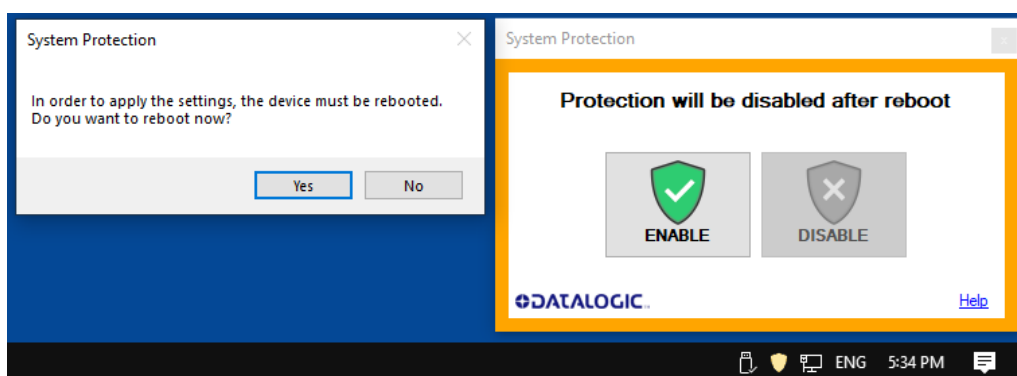 System Protection
In order to apply the settings, the device must be rebooted.
Do you want to reboot now?
Yes
No
System Protection
x
Protection will be disabled after reboot
ENABLE
DISABLE
DATALOGIC
Help
ENG
5:34 PM